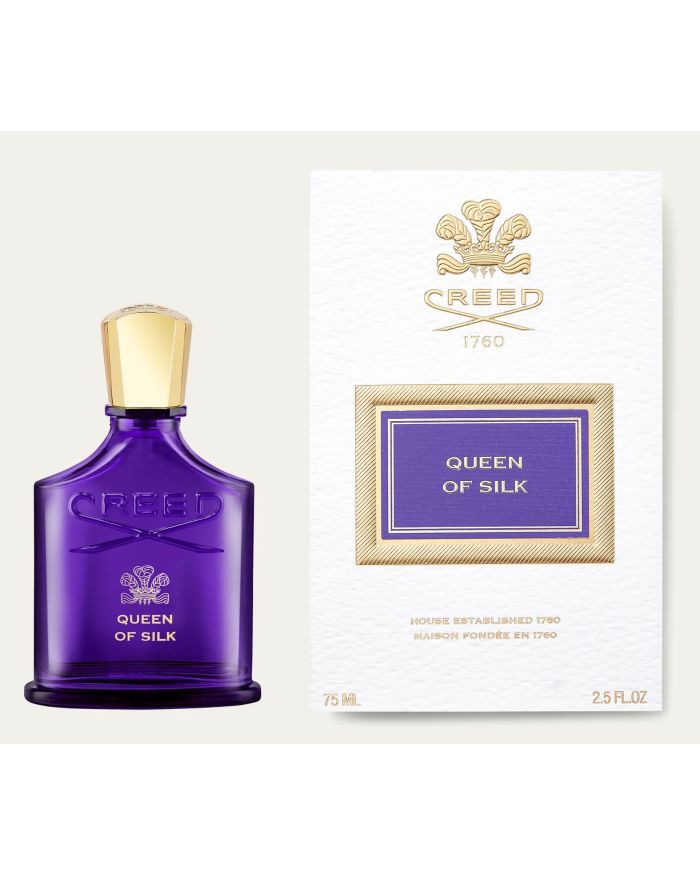 CREED
QUEEN
OF SILK
CREED
1760
QUEEN
OF SILK
HOUSE ESTABLISHED 1760
MAISON FONDÉE EN 1760
75 ML
2.5 FL.OZ